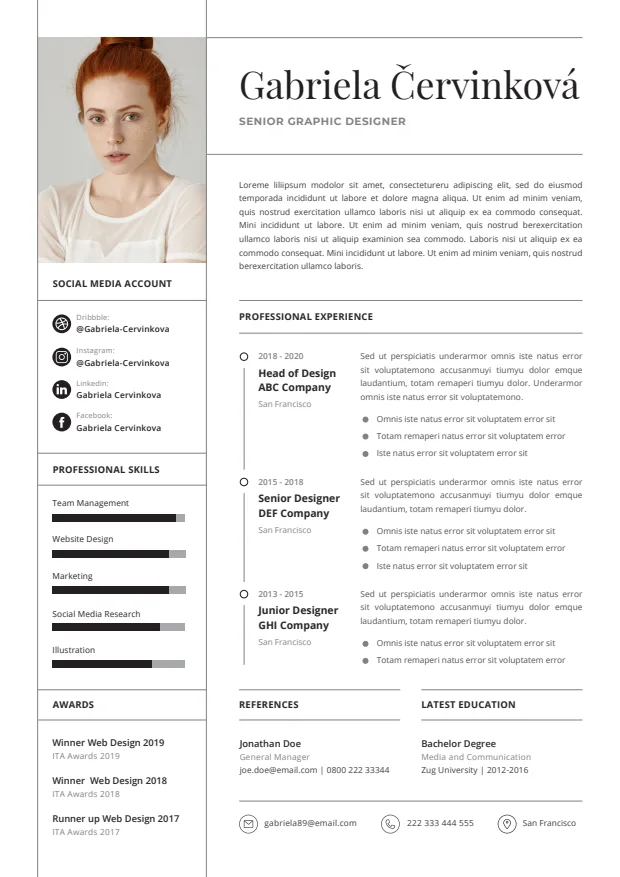 Gabriela Červinková
SENIOR GRAPHIC DESIGNER
Loreme liliipsum modolor sit amet, consectetureru adipiscing elit, sed do eiusmod
temporada incididunt ut labore et dolore magna aliqua. Ut enim ad minim veniam,
quis nostrud exercitation ullamco laboris nisi ut aliquip ex ea commodo consequat.
Mini incididunt ut labore. Ut enim ad minim veniam, quis nostrud berexercitation
ullamco laboris nisi ut aliquip examinion sea commodo. Laboris nisi ut aliquip ex ea
commodo consequat. Mini incididunt ut labore. Ut enim ad minim veniam, quis nostrud
berexercitation ullamco laboris.
SOCIAL MEDIA ACCOUNT
Dribbble:
@Gabriela-Cervinkova
Instagram:
@Gabriela-Cervinkova
Linkedin:
Gabriela Cervinkova
Facebook:
Gabriela Cervinkova
PROFESSIONAL SKILLS
Team Management
Website Design
Marketing
Social Media Research
Illustration
AWARDS
Winner Web Design 2019
ITA Awards 2019
Winner  Web Design 2018
ITA Awards 2018
Runner up Web Design 2017
ITA Awards 2017
PROFESSIONAL EXPERIENCE
2018 - 2020
Head of Design
ABC Company
San Francisco
Sed ut perspiciatis underarmor omnis iste natus error
sit voluptatemono accusanmuyi tiumyu dolor emque
laudantium, totam remaperi tiumyu dolor. Underarmor
omnis iste natus error sit voluptatemono.
Omnis iste natus error sit voluptatem error sit
Totam remaperi natus error sit voluptatem error
Iste natus error sit voluptatem error sit
2015 - 2018
Senior Designer
DEF Company
San Francisco
Sed ut perspiciatis underarmor omnis iste natus error
sit voluptatemono accusanmuyi tiumyu dolor emque
laudantium, totam remaperi tiumyu dolor.
Omnis iste natus error sit voluptatem error sit
Totam remaperi natus error sit voluptatem error
Iste natus error sit voluptatem error sit
2013 - 2015
Junior Designer
GHI Company
San Francisco
Sed ut perspiciatis underarmor omnis iste natus error
sit voluptatemono accusanmuyi tiumyu dolor emque
laudantium, totam remaperi tiumyu dolor.
Omnis iste natus error sit voluptatem error sit
Totam remaperi natus error sit voluptatem error
REFERENCES
Jonathan Doe
General Manager
joe.doe@email.com | 0800 222 33344
LATEST EDUCATION
Bachelor Degree
Media and Communication
Zug University | 2012-2016
gabriela89@email.com
222 333 444 555
San Francisco